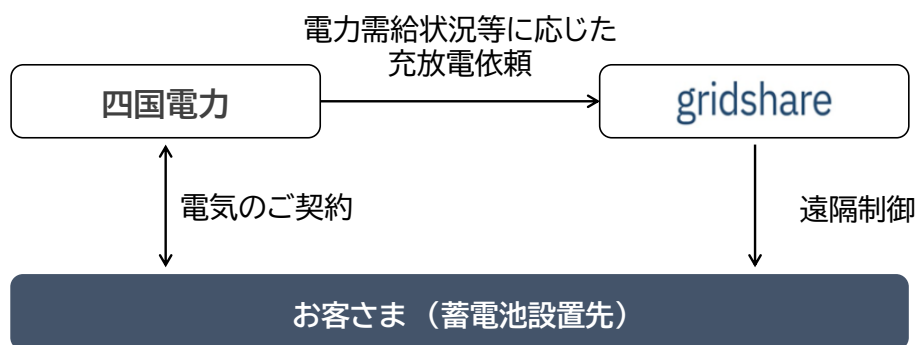 電力需給状況等に応じた
充放電依頼
四国電力
gridshare
電気のご契約
遠隔制御
お客さま（蓄電池設置先）